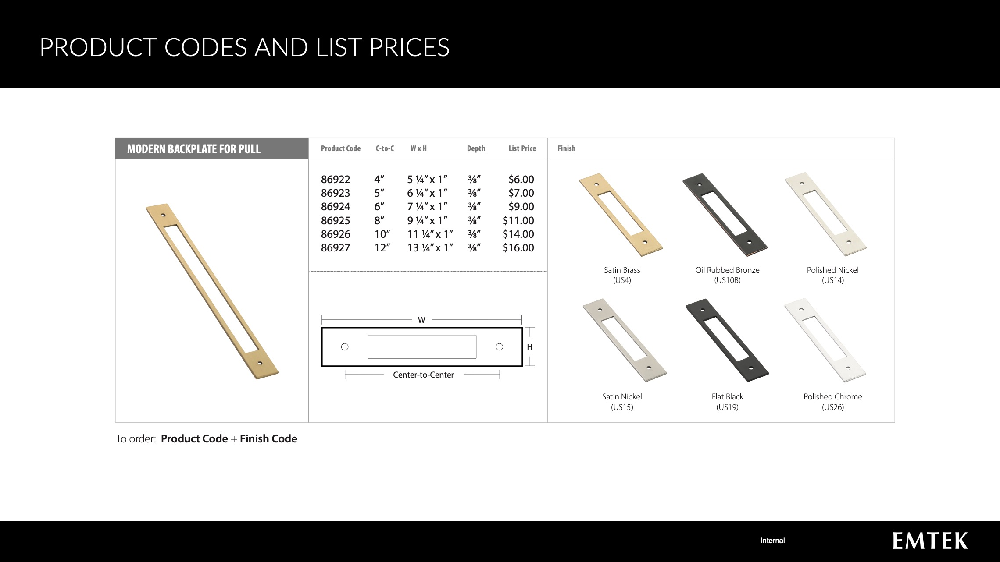 PRODUCT CODES AND LIST PRICES
MODERN BACKPLATE FOR PULL
Product Code C-to-C W x H Depth List Price Finish
86922 4” 5 ¼” x 1” ⅜” $6.00
86923 5” 6 ¼” x 1” ⅜” $7.00
86924 6” 7 ¼” x 1” ⅜” $9.00
86925 8” 9 ¼” x 1” ⅜” $11.00
86926 10” 11 ¼” x 1” ⅜” $14.00
86927 12” 13 ¼” x 1” ⅜” $16.00
W
H
Center-to-Center
Satin Brass
(US4)
Oil Rubbed Bronze
(US10B)
Polished Nickel
(US14)
Satin Nickel
(US15)
Flat Black
(US19)
Polished Chrome
(US26)
To order: Product Code + Finish Code
Internal
EMTEK